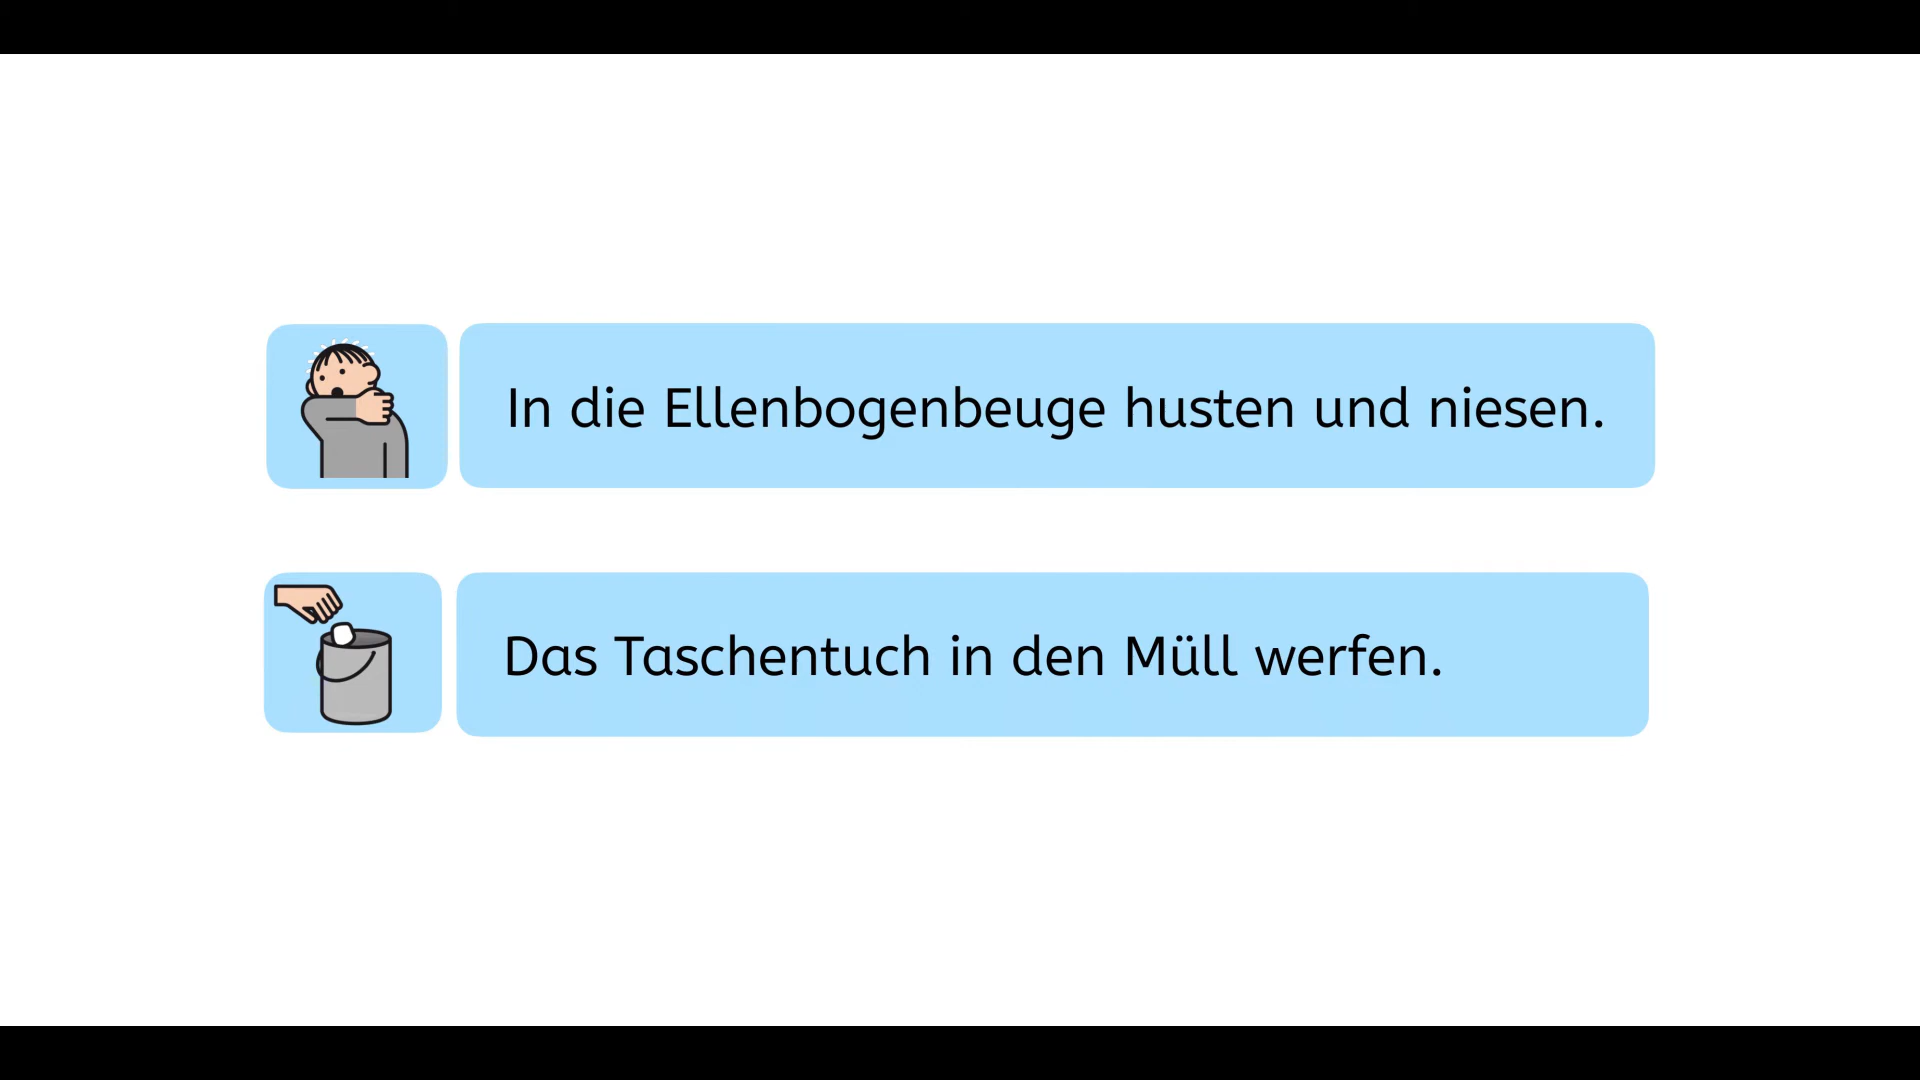 In die Ellenbogenbeuge husten und niesen.
Das Taschentuch in den Müll werfen.